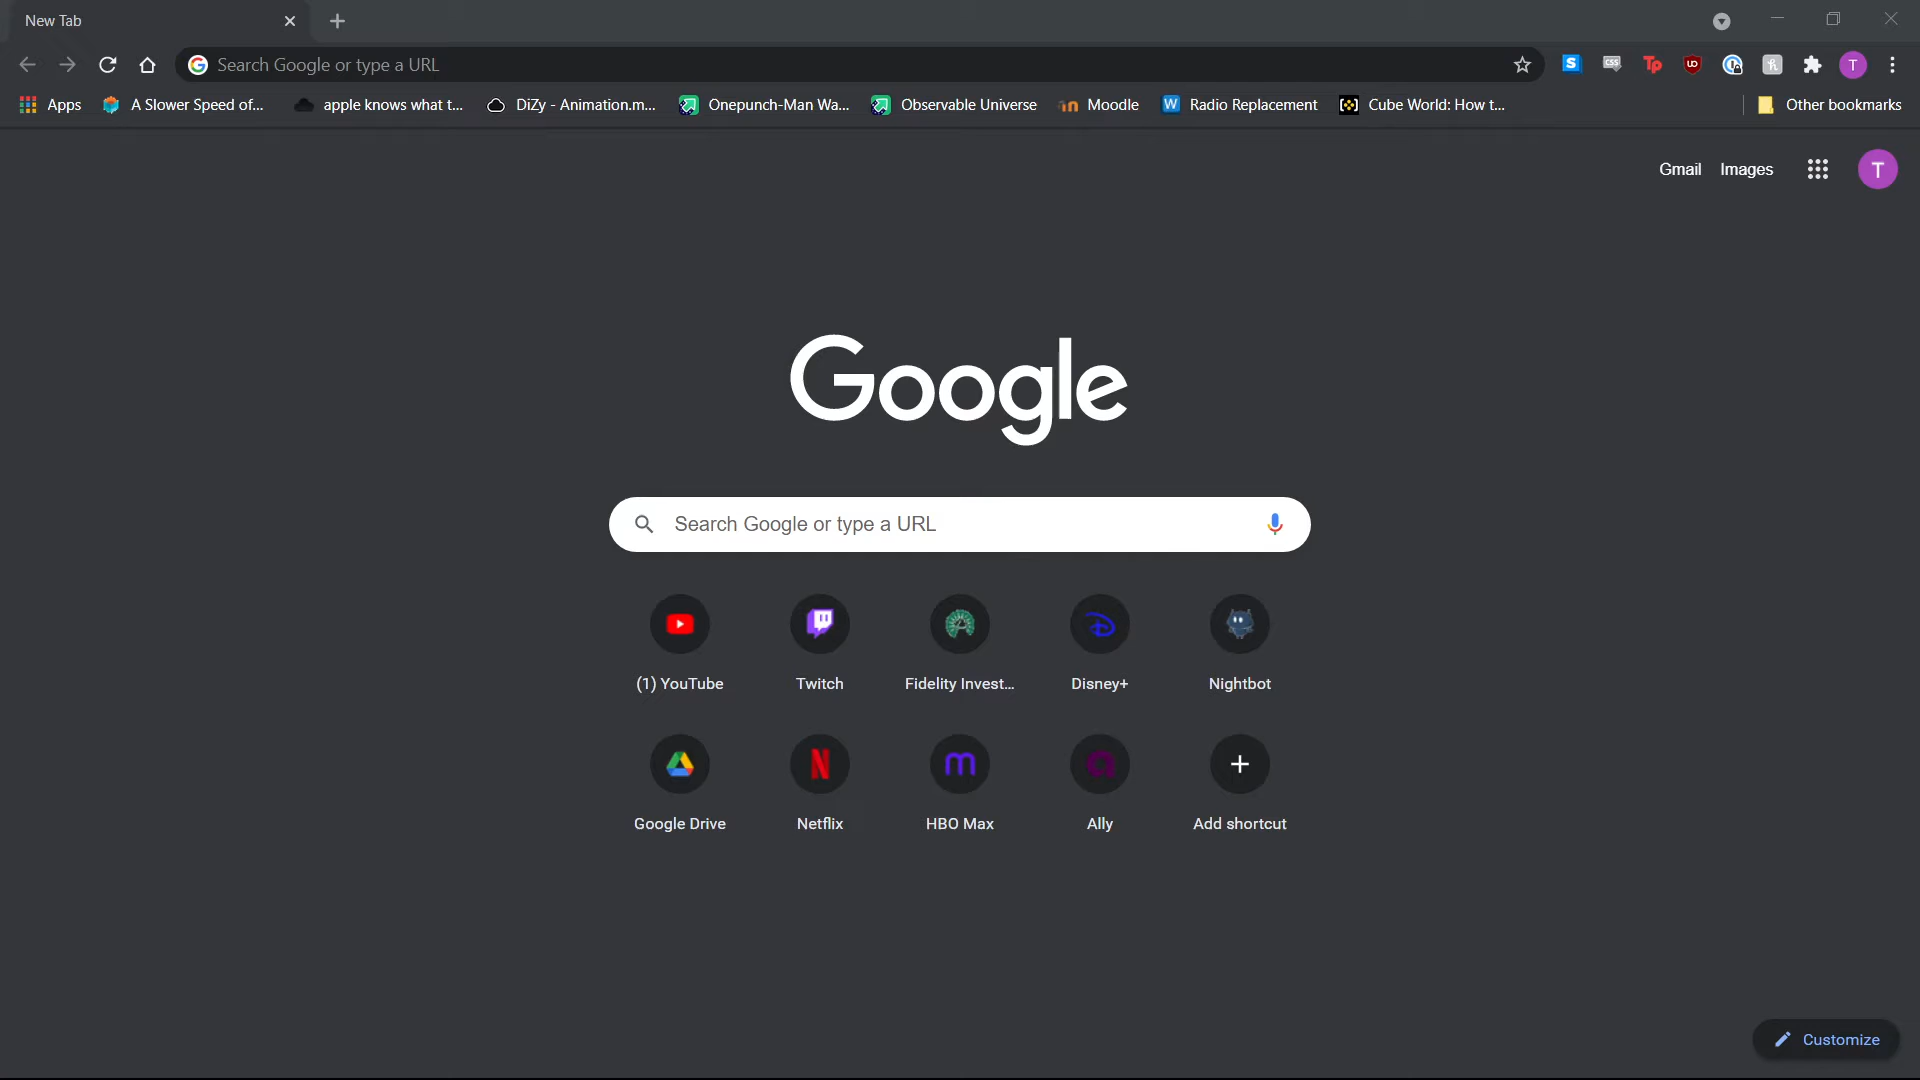 New Tab
Search Google or type a URL
Apps A Slower Speed of... apple knows what t... DiZy - Animation.m... Onepunch-Man Wa... Observable Universe Moodle Radio Replacement Cube World: How t... Other bookmarks
Gmail Images T
Google
Search Google or type a URL
(1) YouTube Twitch Fidelity Invest... Disney+ Nightbot
Google Drive Netflix HBO Max Ally Add shortcut
Customize